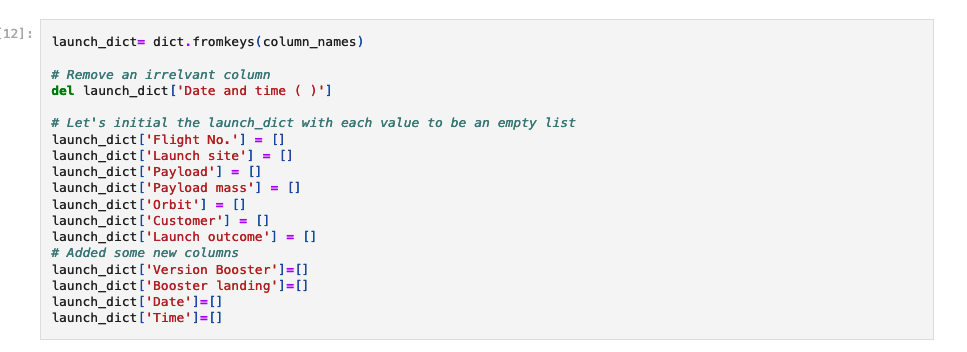 [12]:
launch_dict= dict.fromkeys(column_names)
# Remove an irrelvant column
del launch_dict['Date and time ( )']
# Let's initial the launch_dict with each value to be an empty list
launch_dict['Flight No.'] = []
launch_dict['Launch site'] = []
launch_dict['Payload'] = []
launch_dict['Payload mass'] = []
launch_dict['Orbit'] = []
launch_dict['Customer'] = []
launch_dict['Launch outcome'] = []
# Added some new columns
launch_dict['Version Booster']=[]
launch_dict['Booster landing']=[]
launch_dict['Date']=[]
launch_dict['Time']=[]